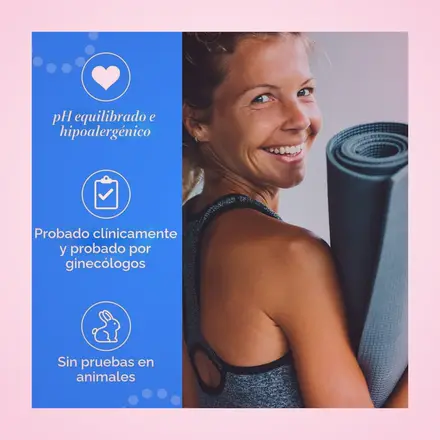 pH equilibrado e
hipoalergénico
Probado clínicamente
y probado por
ginecólogos
Sin pruebas en
animales